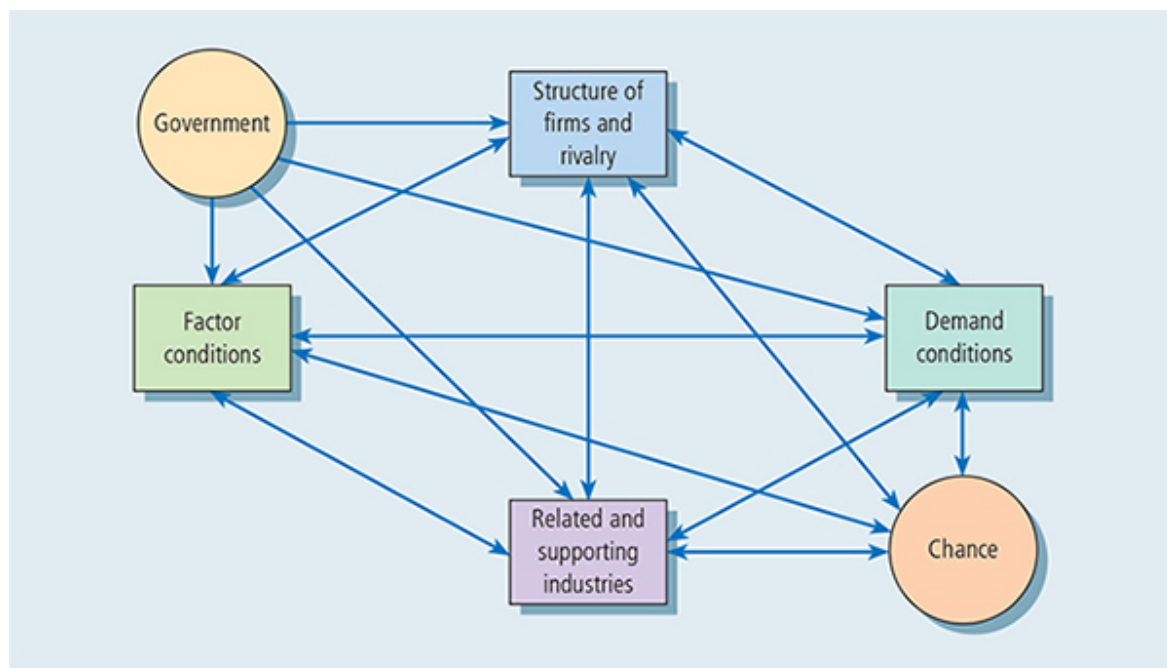 Government
Structure of
firms and
rivalry
Factor
conditions
Demand
conditions
Related and
supporting
industries
Chance